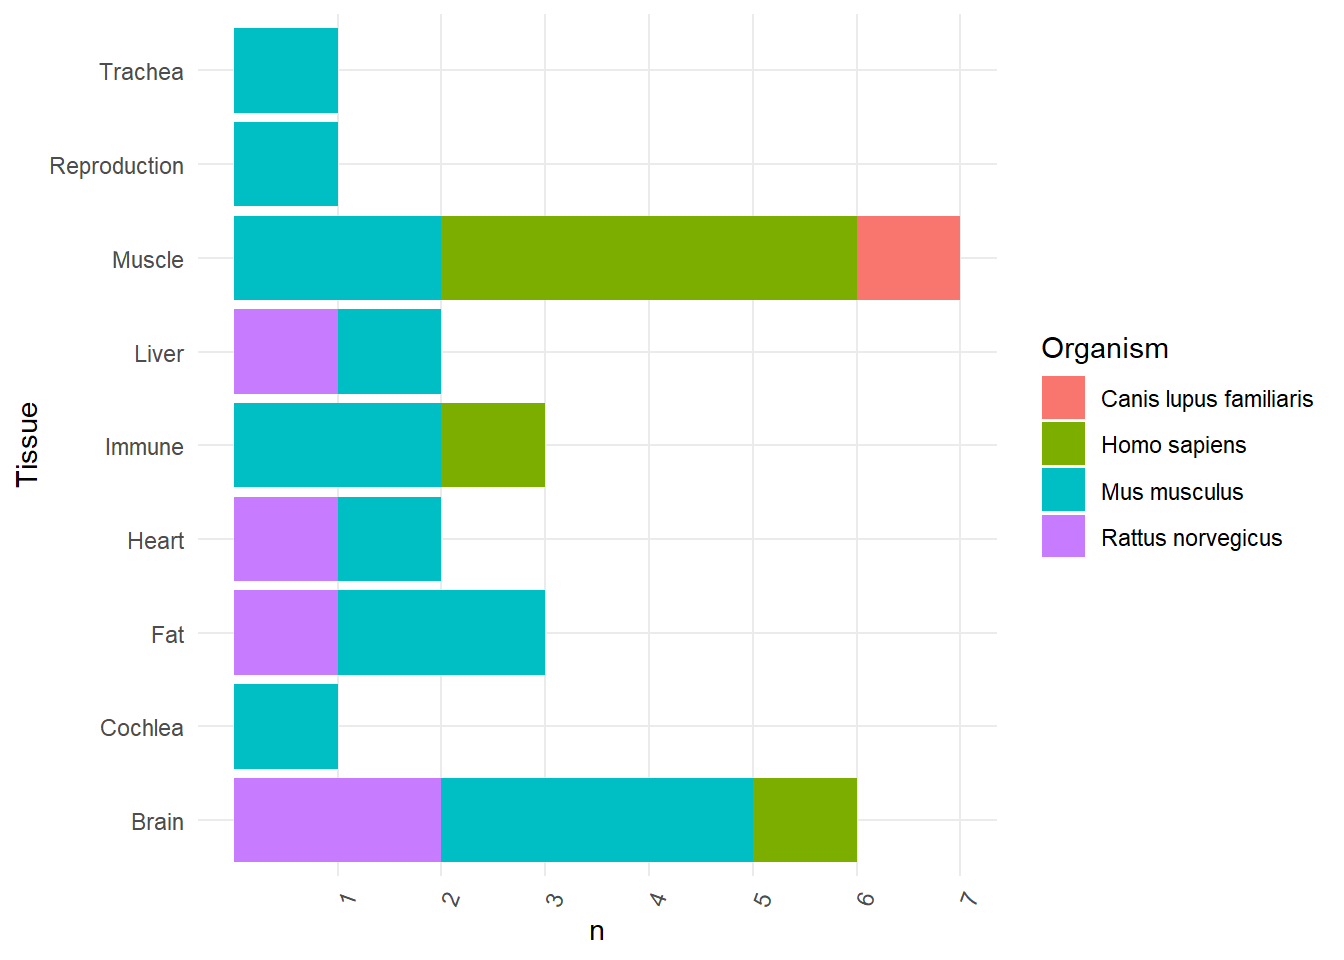 Trachea
Reproduction
Muscle
Liver
Immune
Heart
Fat
Cochlea
Brain
Tissue
1 2 3 4 5 6 7
n
Organism
Canis lupus familiaris
Homo sapiens
Mus musculus
Rattus norvegicus